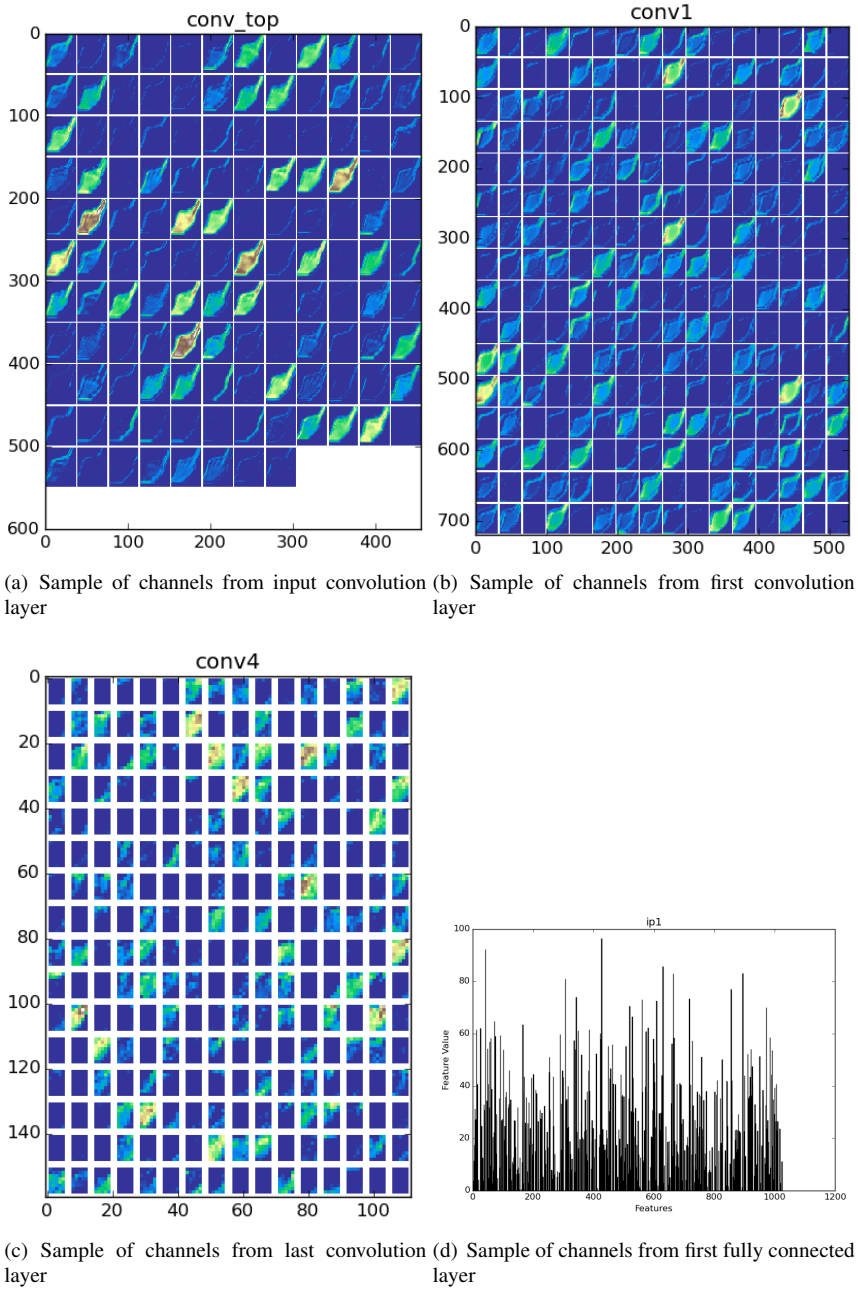 conv_top
0
100
200
300
400
500
600
0 100 200 300 400
(a) Sample of channels from input convolution
layer
conv1
0
100
200
300
400
500
600
700
0 100 200 300 400 500
(b) Sample of channels from first convolution
layer
conv4
0
20
40
60
80
100
120
140
0 20 40 60 80 100
(c) Sample of channels from last convolution
layer
ip1
100
80
60
40
20
0
Feature Value
0 200 400 600 800 1000 1200
Features
(d) Sample of channels from first fully connected
layer